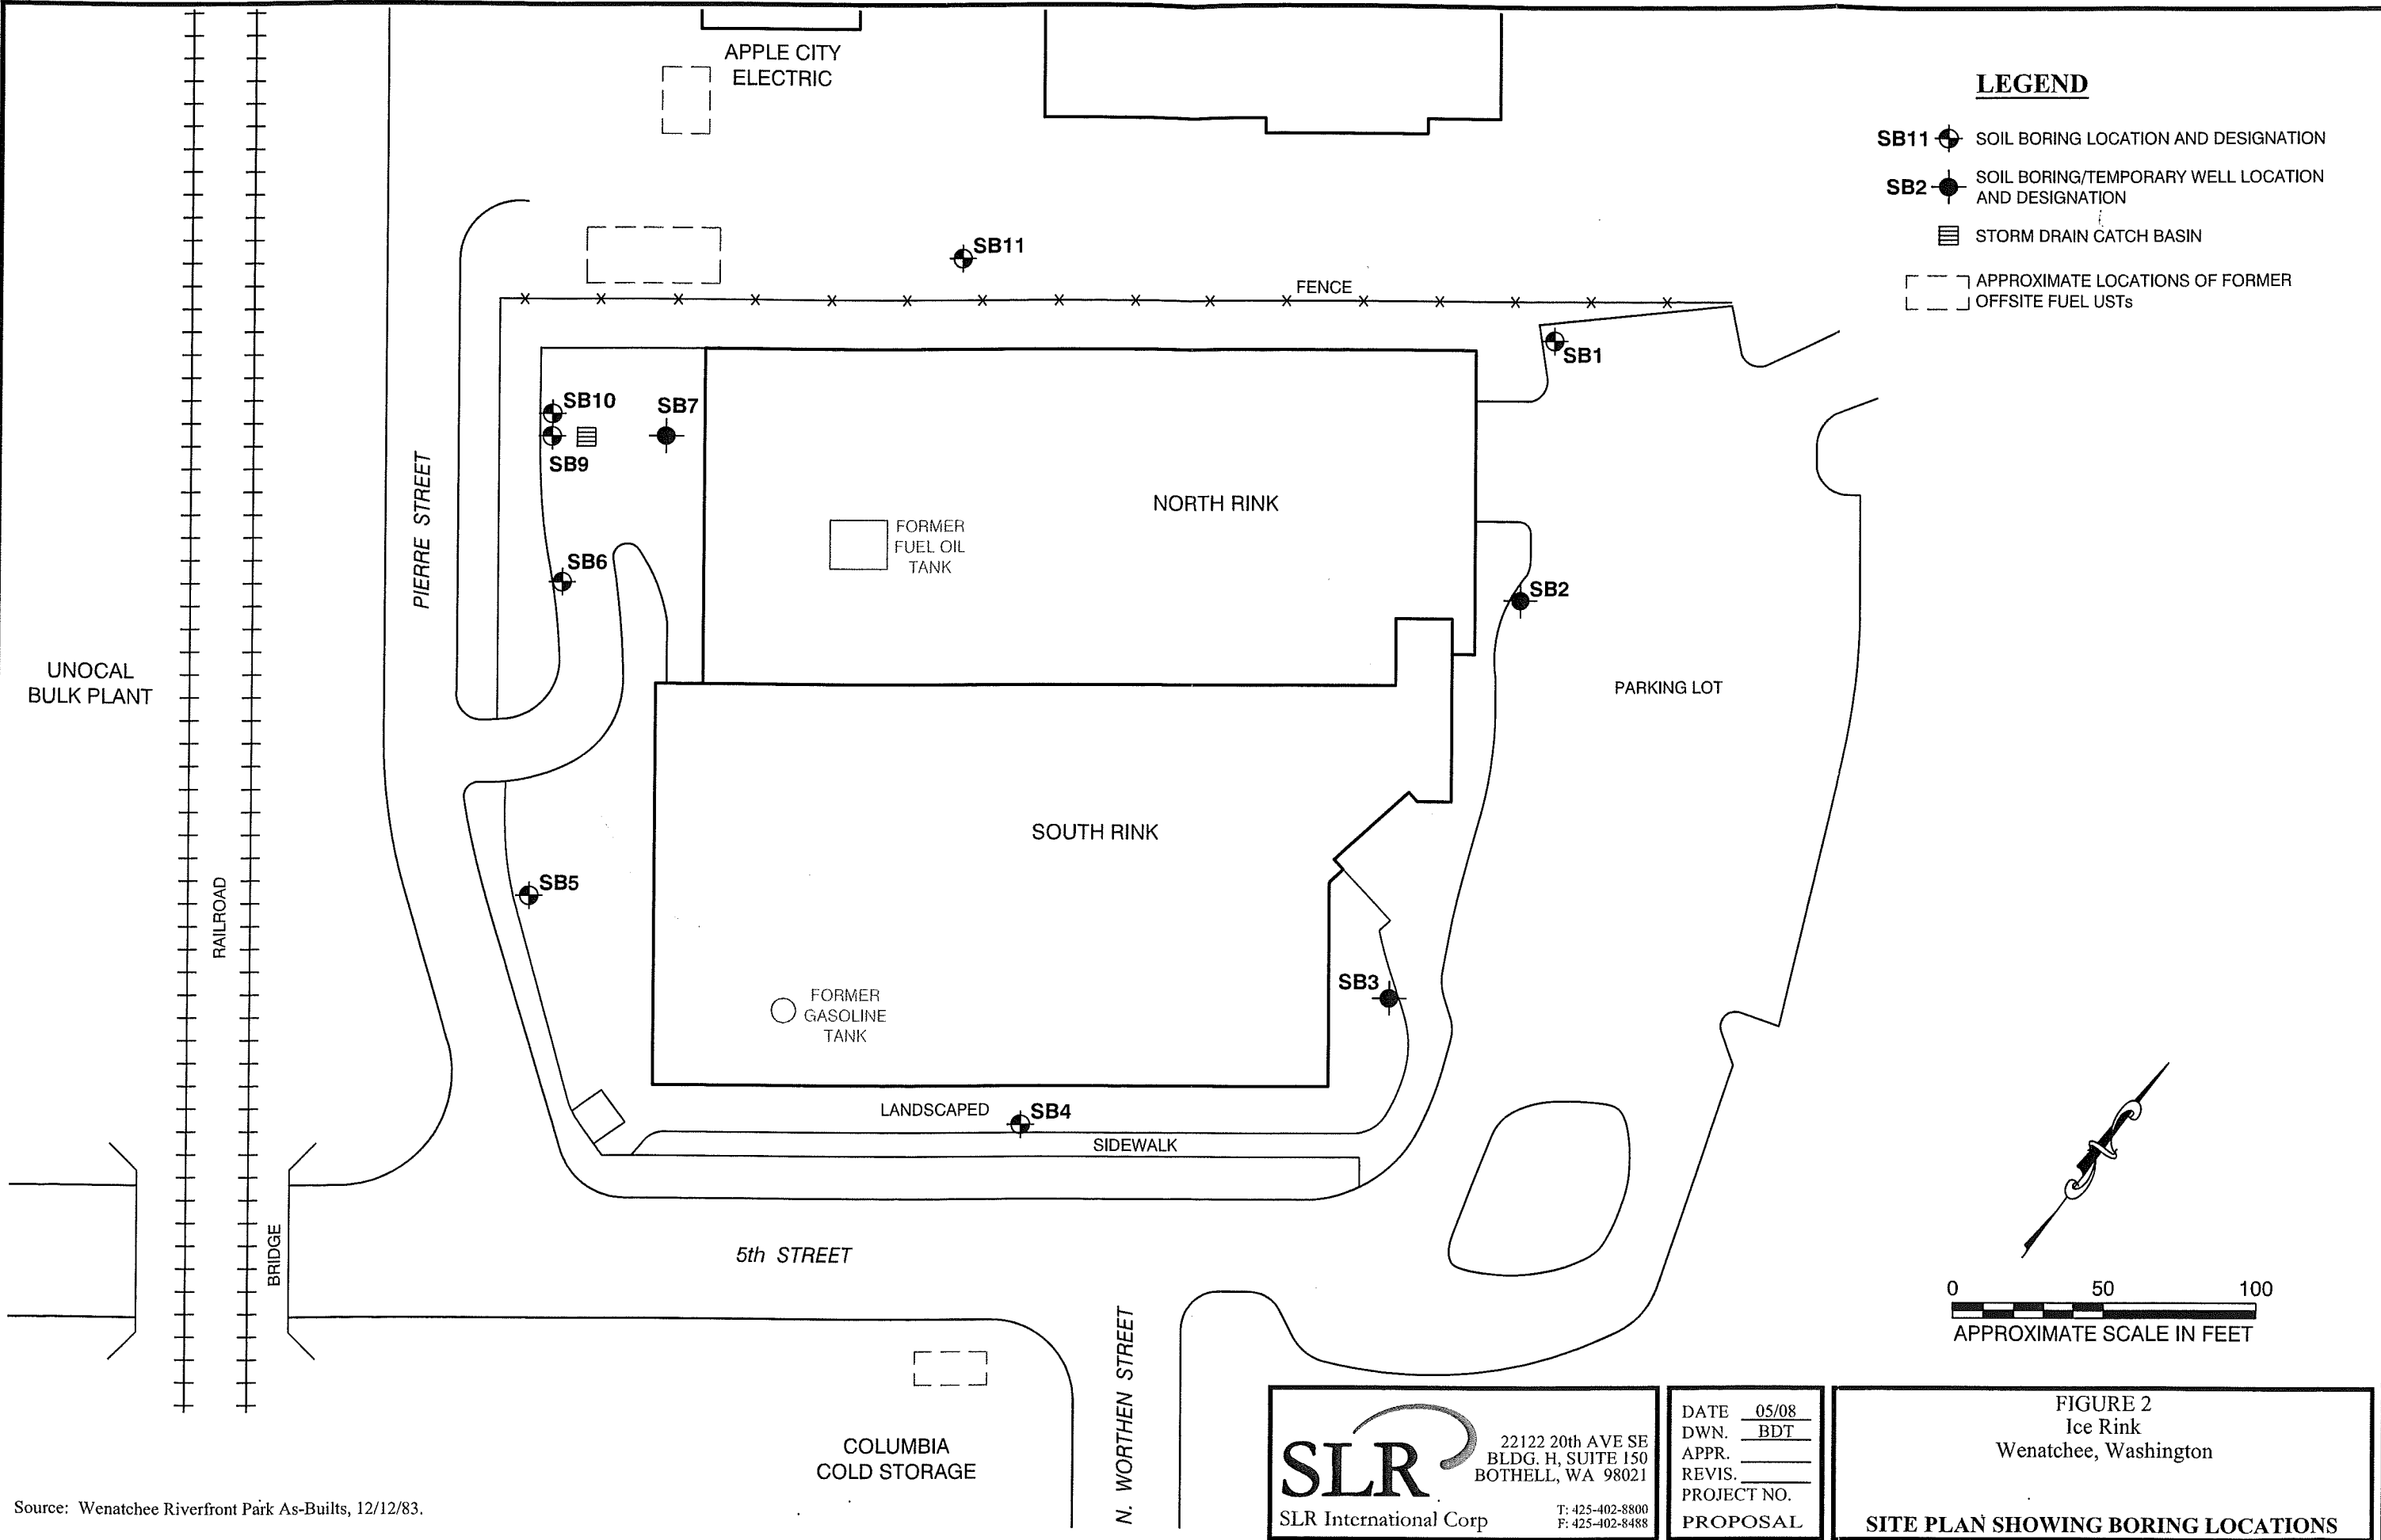 APPLE CITY
ELECTRIC
LEGEND
SB11 SOIL BORING LOCATION AND DESIGNATION
SB2 SOIL BORING/TEMPORARY WELL LOCATION
AND DESIGNATION
STORM DRAIN CATCH BASIN
APPROXIMATE LOCATIONS OF FORMER
OFFSITE FUEL USTs
SB11
FENCE
SB1
SB10
SB7
SB9
PIERRE STREET
NORTH RINK
FORMER
FUEL OIL
TANK
SB6
SB2
UNOCAL
BULK PLANT
PARKING LOT
SOUTH RINK
SB5
RAILROAD
SB3
FORMER
GASOLINE
TANK
LANDSCAPED
SB4
SIDEWALK
BRIDGE
5th STREET
N. WORTHEN STREET
0 50 100
APPROXIMATE SCALE IN FEET
COLUMBIA
COLD STORAGE
Source: Wenatchee Riverfront Park As-Builts, 12/12/83.
SLR
SLR International Corp
22122 20th AVE SE
BLDG. H, SUITE 150
BOTHELL, WA 98021
T: 425-402-8800
F: 425-402-8488
DATE 05/08
DWN. BDT
APPR.
REVIS.
PROJECT NO.
PROPOSAL
FIGURE 2
Ice Rink
Wenatchee, Washington
SITE PLAN SHOWING BORING LOCATIONS